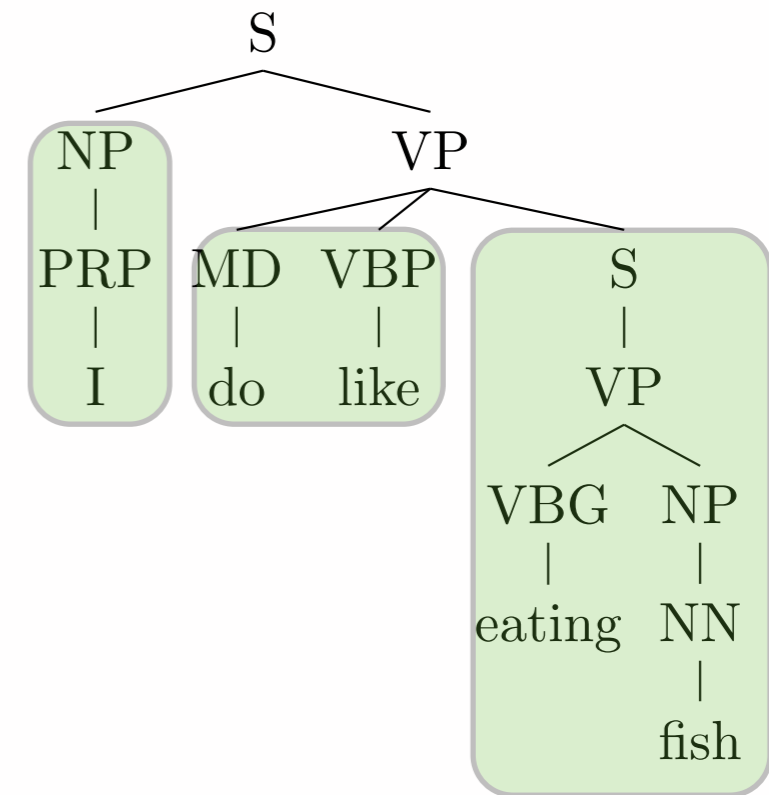 S
NP VP
PRP MD VBP S
I do like VP
VBG NP
eating NN
fish